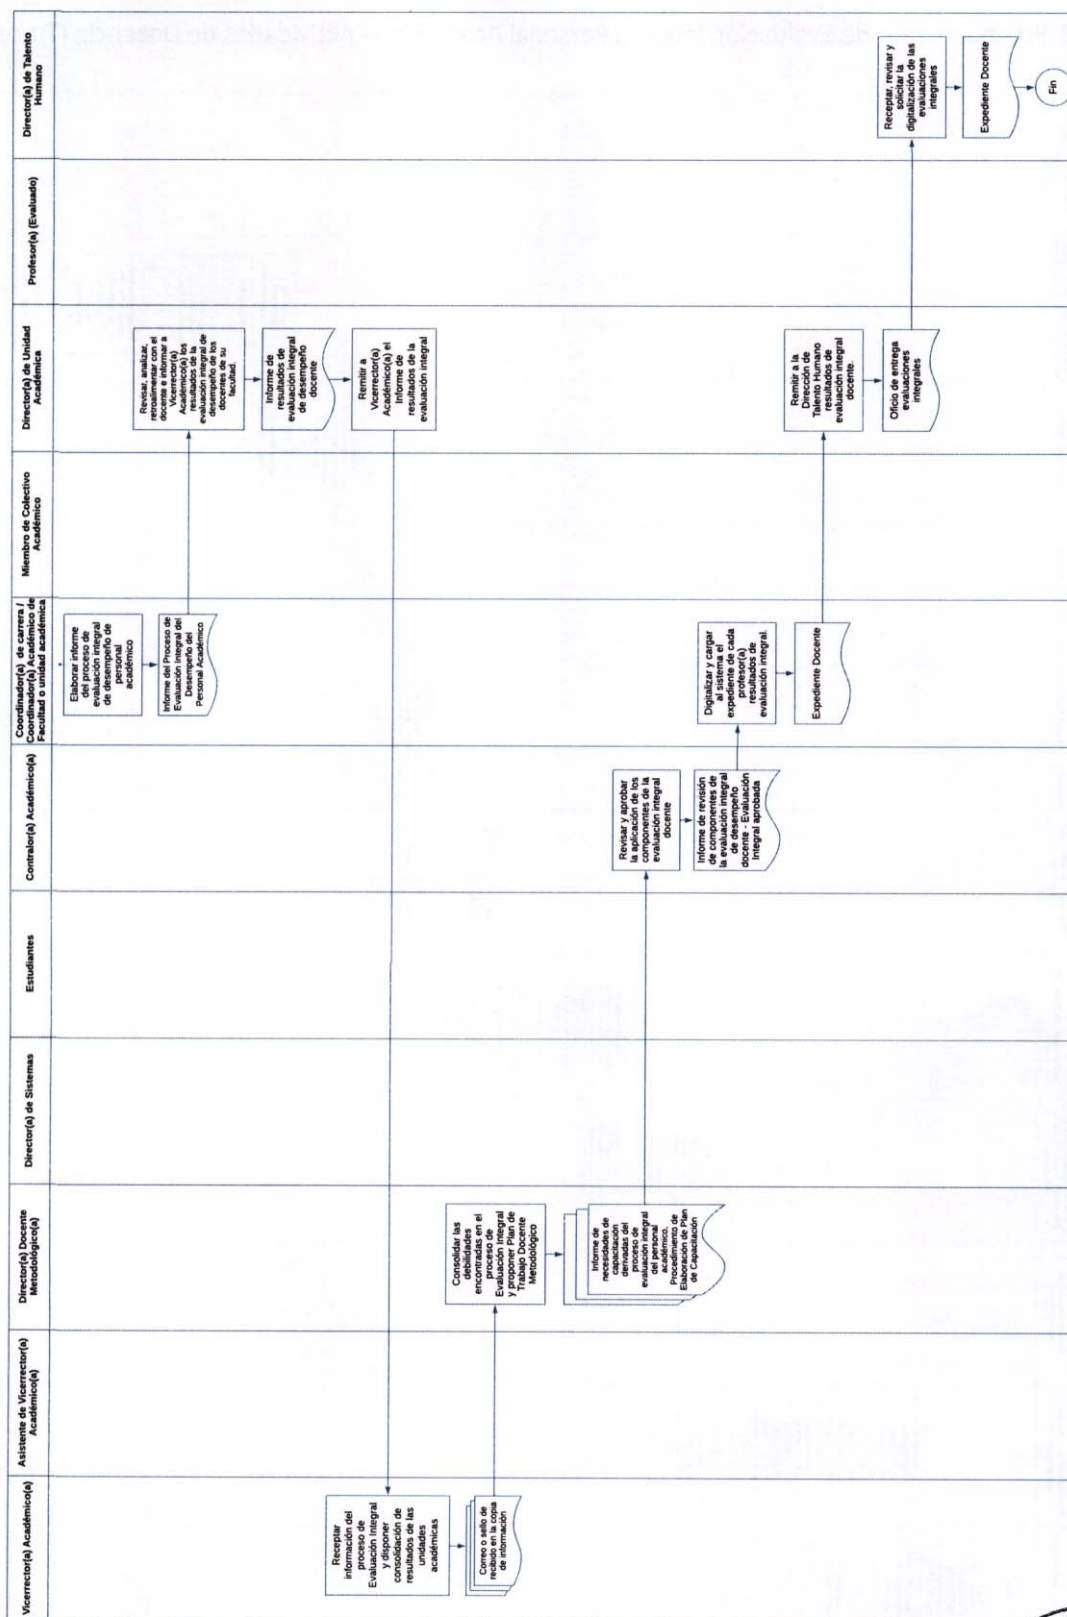 Director(a) de Talento
Humano
Receptar, revisar y
solicitar la
digitalización de las
evaluaciones
integrales
Expediente Docente
Fin
Profesor(a) (Evaluado)
Director(a) de Unidad
Académica
Revisar, analizar,
retroalimentar con el
docente e informar a
Vicerrector(a)
Académico(a) los
resultados de la
evaluación integral de
desempeño de los
docentes de su
facultad.
Informe de
resultados de
evaluación integral
de desempeño
docente
Remitir a
Vicerrector(a)
Académico(a) el
Informe de
resultados de la
evaluación integral
Remitir a la
Dirección de
Talento Humano
resultados de
evaluación integral
docente.
Oficio de entrega
evaluaciones
integrales
Miembro de Colectivo
Académico
Coordinador(a) de carrera /
Coordinador(a) Académico de
Facultad o unidad académica
Elaborar informe
del proceso de
evaluación integral
de desempeño de
personal
académico
Informe del Proceso de
Evaluación Integral del
Desempeño del
Personal Académico
Digitalizar y cargar
al sistema el
expediente de cada
profesor(a)
resultados de
evaluación integral.
Expediente Docente
Contralor(a) Académico(a)
Revisar y aprobar
la aplicación de los
componentes de la
evaluación integral
docente
Informe de revisión
de componentes de
la evaluación integral
de desempeño
docente - Evaluación
Integral aprobada
Estudiantes
Director(a) de Sistemas
Director(a) Docente
Metodológico(a)
Consolidar las
debilidades
encontradas en el
proceso de
Evaluación Integral
y proponer Plan de
Trabajo Docente
Metodológico
Informe de
necesidades de
capacitación
derivadas del
proceso de
evaluación integral
del personal
académico.
Procedimiento de
Elaboración de Plan
de Capacitación
Asistente de Vicerrector(a)
Académico(a)
Vicerrector(a) Académico(a)
Receptar
información del
proceso de
Evaluación Integral
y disponer
consolidación de
resultados de las
unidades
académicas
Correo o sello de
recibido en la copia
de información